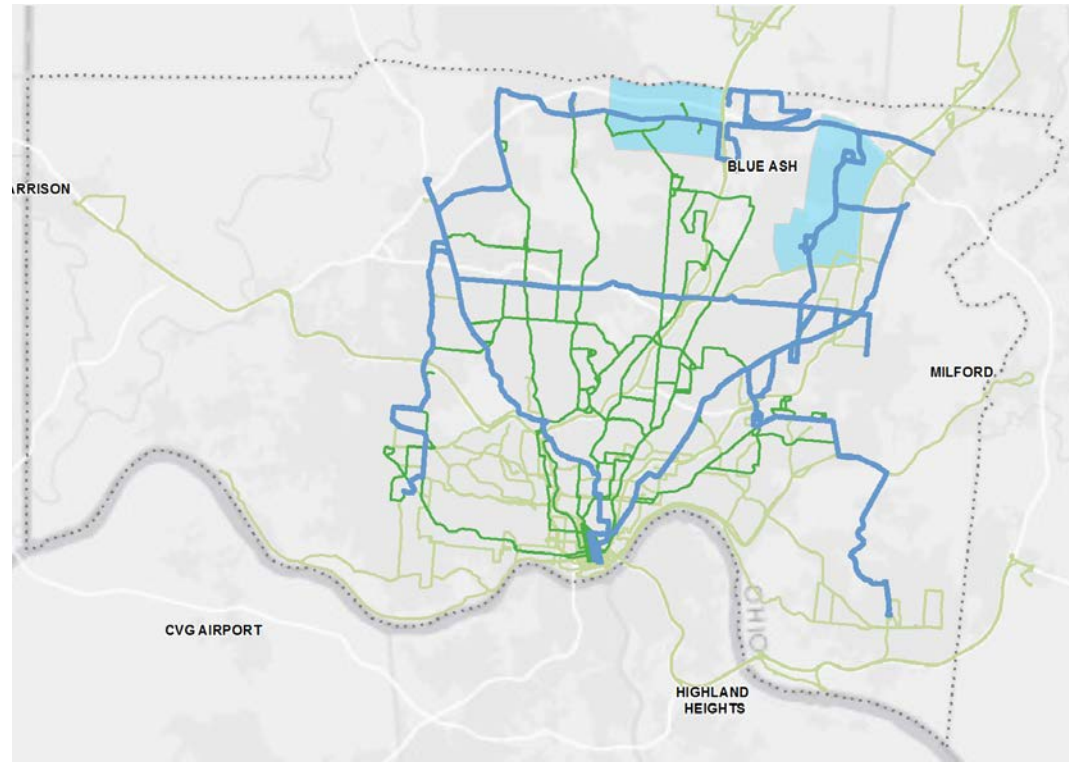 ARRISON
BLUE ASH
MILFORD
OHIO
CVG AIRPORT
HIGHLAND
HEIGHTS